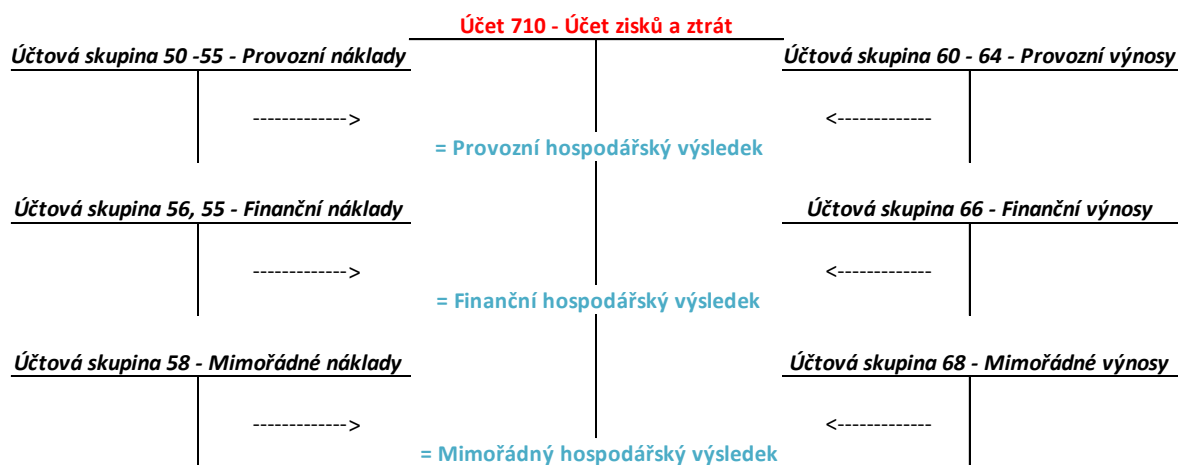 Účet 710 - Účet zisků a ztrát
Účtová skupina 50 -55 - Provozní náklady
Účtová skupina 60 - 64 - Provozní výnosy
------------->
<-------------
= Provozní hospodářský výsledek
Účtová skupina 56, 55 - Finanční náklady
Účtová skupina 66 - Finanční výnosy
------------->
<-------------
= Finanční hospodářský výsledek
Účtová skupina 58 - Mimořádné náklady
Účtová skupina 68 - Mimořádné výnosy
------------->
<-------------
= Mimořádný hospodářský výsledek